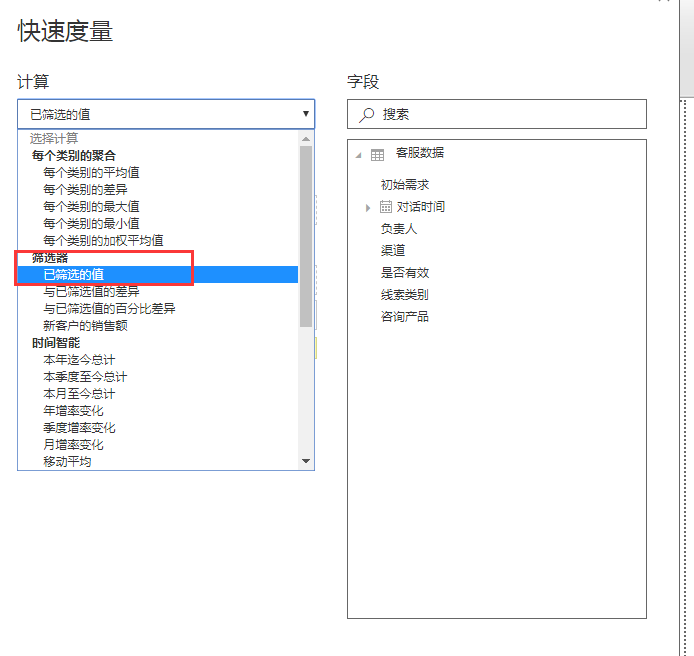 快速度量
计算
已筛选的值
选择计算
每个类别的聚合
每个类别的平均值
每个类别的差异
每个类别的最大值
每个类别的最小值
每个类别的加权平均值
筛选器
已筛选的值
与已筛选值的差异
与已筛选值的百分比差异
新客户的销售额
时间智能
本年迄今总计
本季度至今总计
本月至今总计
年增率变化
季度增率变化
月增率变化
移动平均
字段
搜索
客服数据
初始需求
对话时间
负责人
渠道
是否有效
线索类别
咨询产品